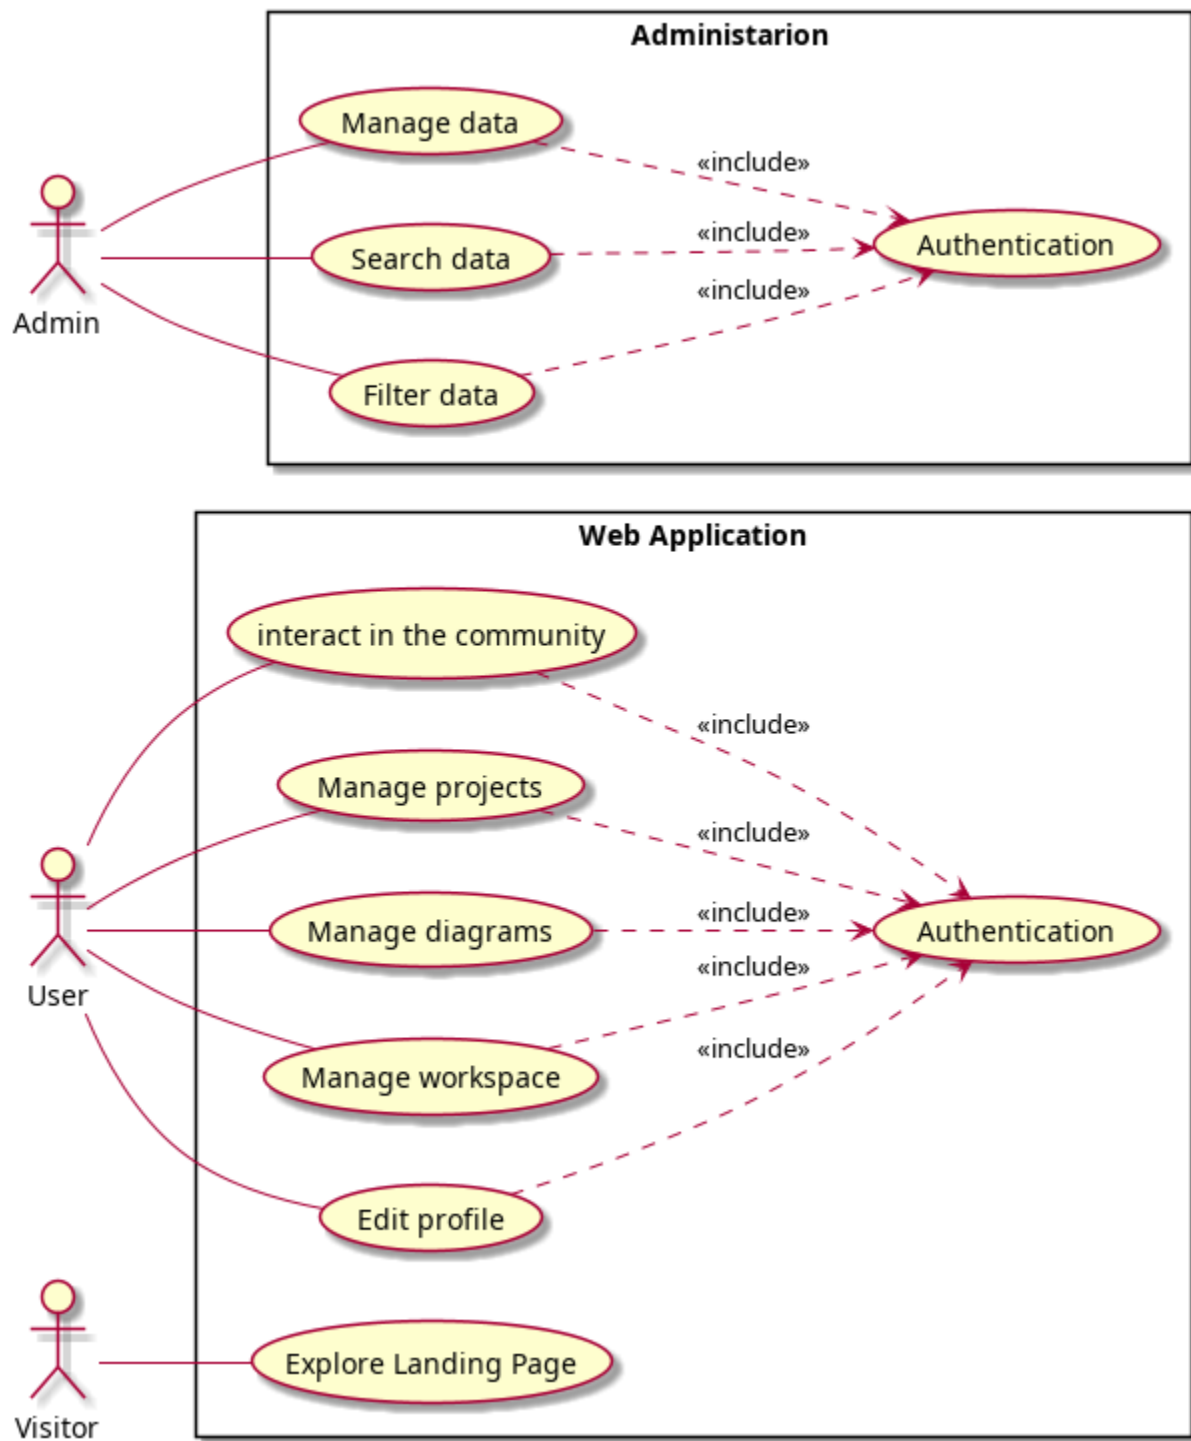 Administarion
Manage data
«include»
Search data
«include»
Authentication
«include»
Admin
Filter data
Web Application
interact in the community
«include»
Manage projects
«include»
Manage diagrams
«include»
Authentication
«include»
User
Manage workspace
«include»
Edit profile
Explore Landing Page
Visitor